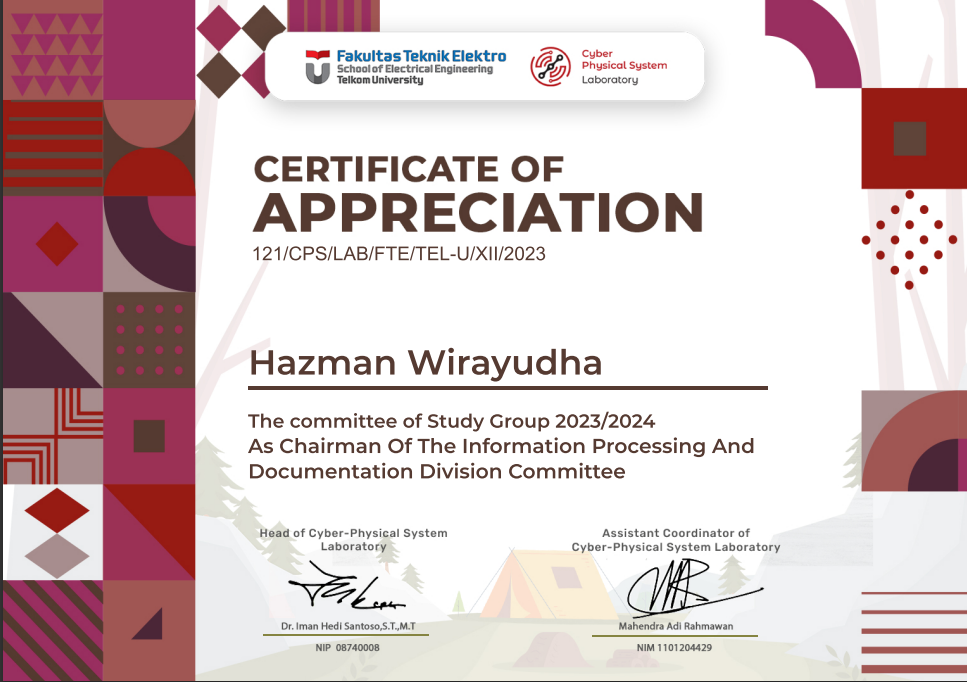 Fakultas Teknik Elektro
School of Electrical Engineering
Telkom University
Cyber
Physical System
Laboratory
CERTIFICATE OF
APPRECIATION
121/CPS/LAB/FTE/TEL-U/XII/2023
Hazman Wirayudha
The committee of Study Group 2023/2024
As Chairman Of The Information Processing And
Documentation Division Committee
Head of Cyber-Physical System
Laboratory
Dr. Iman Hedi Santoso,S.T.,M.T
NIP 08740008
Assistant Coordinator of
Cyber-Physical System Laboratory
Mahendra Adi Rahmawan
NIM 1101204429